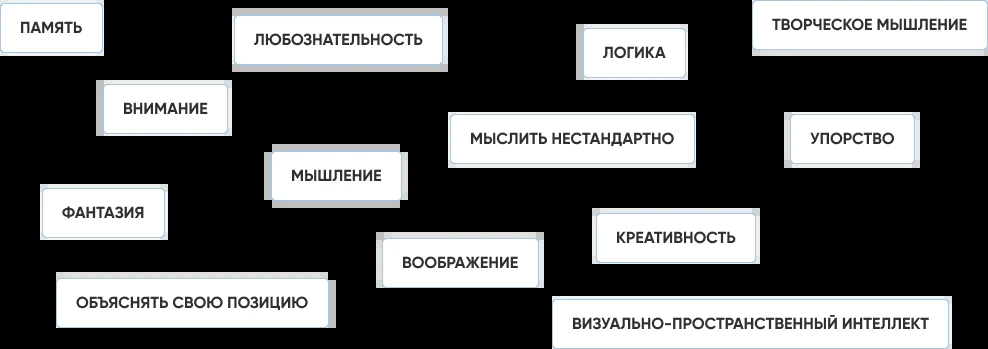 ПАМЯТЬ
ЛЮБОЗНАТЕЛЬНОСТЬ
ЛОГИКА
ТВОРЧЕСКОЕ МЫШЛЕНИЕ
ВНИМАНИЕ
МЫСЛИТЬ НЕСТАНДАРТНО
УПОРСТВО
МЫШЛЕНИЕ
ФАНТАЗИЯ
КРЕАТИВНОСТЬ
ВООБРАЖЕНИЕ
ОБЪЯСНЯТЬ СВОЮ ПОЗИЦИЮ
ВИЗУАЛЬНО-ПРОСТРАНСТВЕННЫЙ ИНТЕЛЛЕКТ